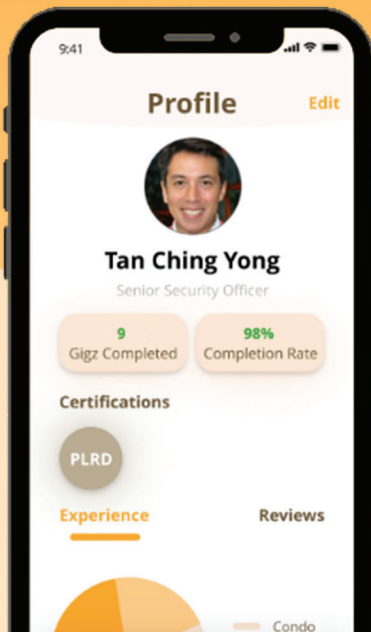 9:41
Profile
Edit
Tan Ching Yong
Senior Security Officer
9
Gigz Completed
98%
Completion Rate
Certifications
PLRD
Experience
Reviews
Condo